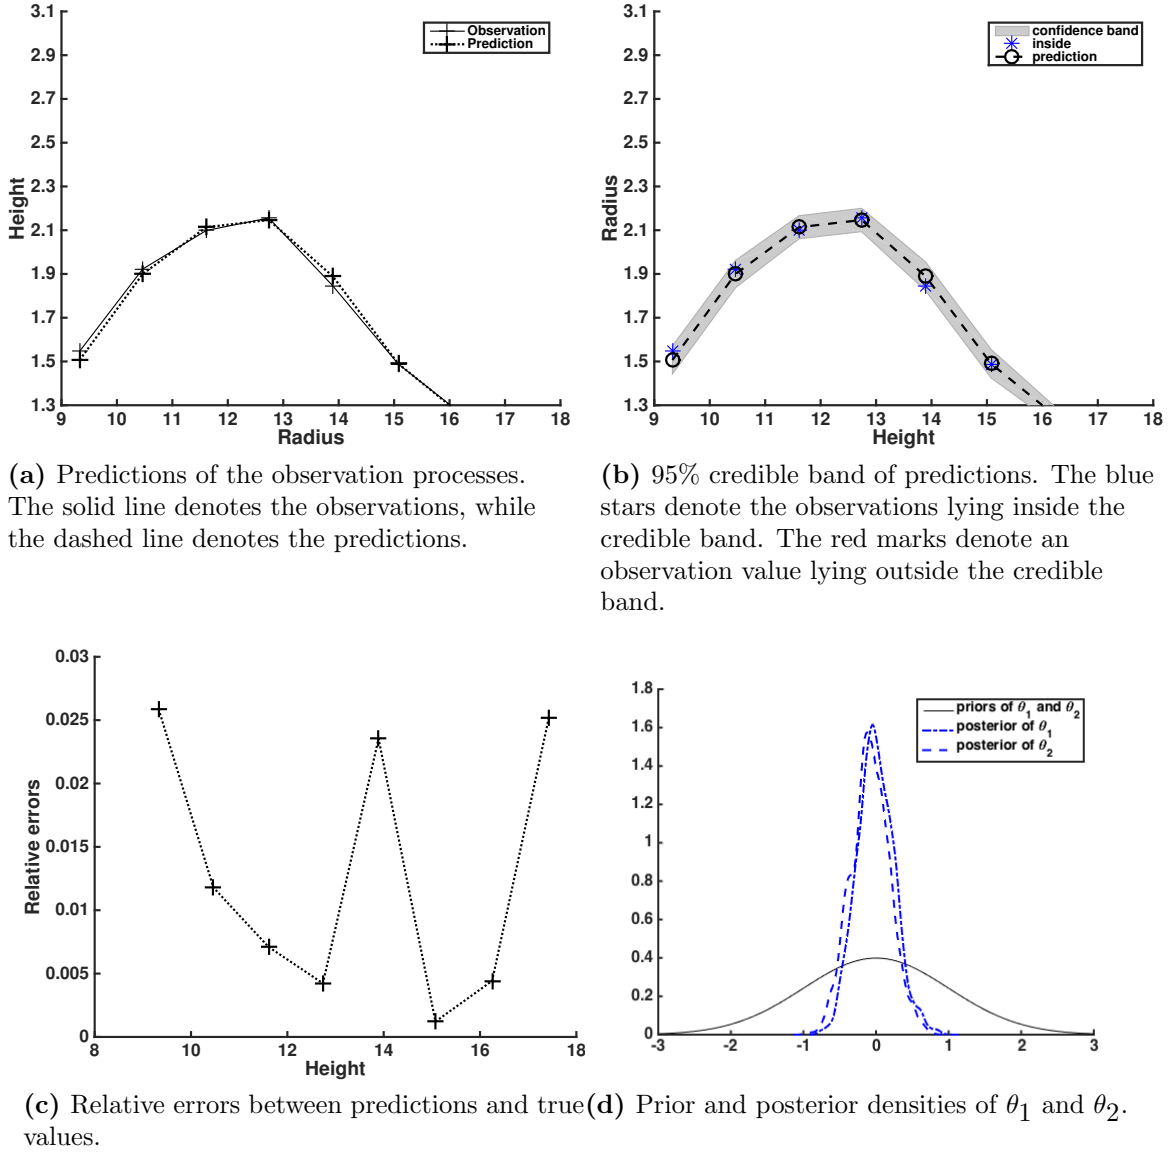 3.1
2.9
2.7
2.5
2.3
2.1
1.9
1.7
1.5
1.3
Height
9 10 11 12 13 14 15 16 17 18
Radius
Observation
Prediction
3.1
2.9
2.7
2.5
2.3
2.1
1.9
1.7
1.5
1.3
Radius
9 10 11 12 13 14 15 16 17 18
Height
confidence band
inside
prediction
(a) Predictions of the observation processes.
The solid line denotes the observations, while
the dashed line denotes the predictions.
(b) 95% credible band of predictions. The blue
stars denote the observations lying inside the
credible band. The red marks denote an
observation value lying outside the credible
band.
0.03
0.025
0.02
0.015
0.01
0.005
0
Relative errors
8 10 12 14 16 18
Height
1.8
1.6
1.4
1.2
1
0.8
0.6
0.4
0.2
0
-3 -2 -1 0 1 2 3
priors of θ1 and θ2
posterior of θ1
posterior of θ2
(c) Relative errors between predictions and true
values.
(d) Prior and posterior densities of θ1 and θ2.